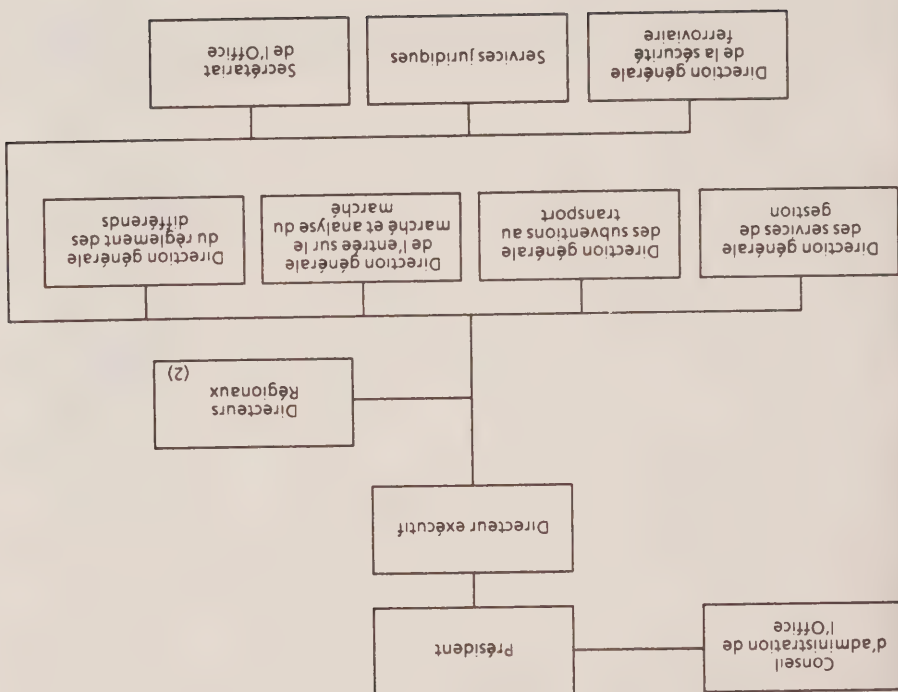 Conseil
d'administration de
l'Office
Président
Directeur exécutif
Directeurs
Régionaux
(2)
Direction générale
des services de
gestion
Direction générale
des subventions au
transport
Direction générale
de l'entrée sur le
marché et analyse du
marché
Direction générale
du règlement des
différends
Direction générale
de la sécurité
ferroviaire
Services juridiques
Secrétariat
de l'Office